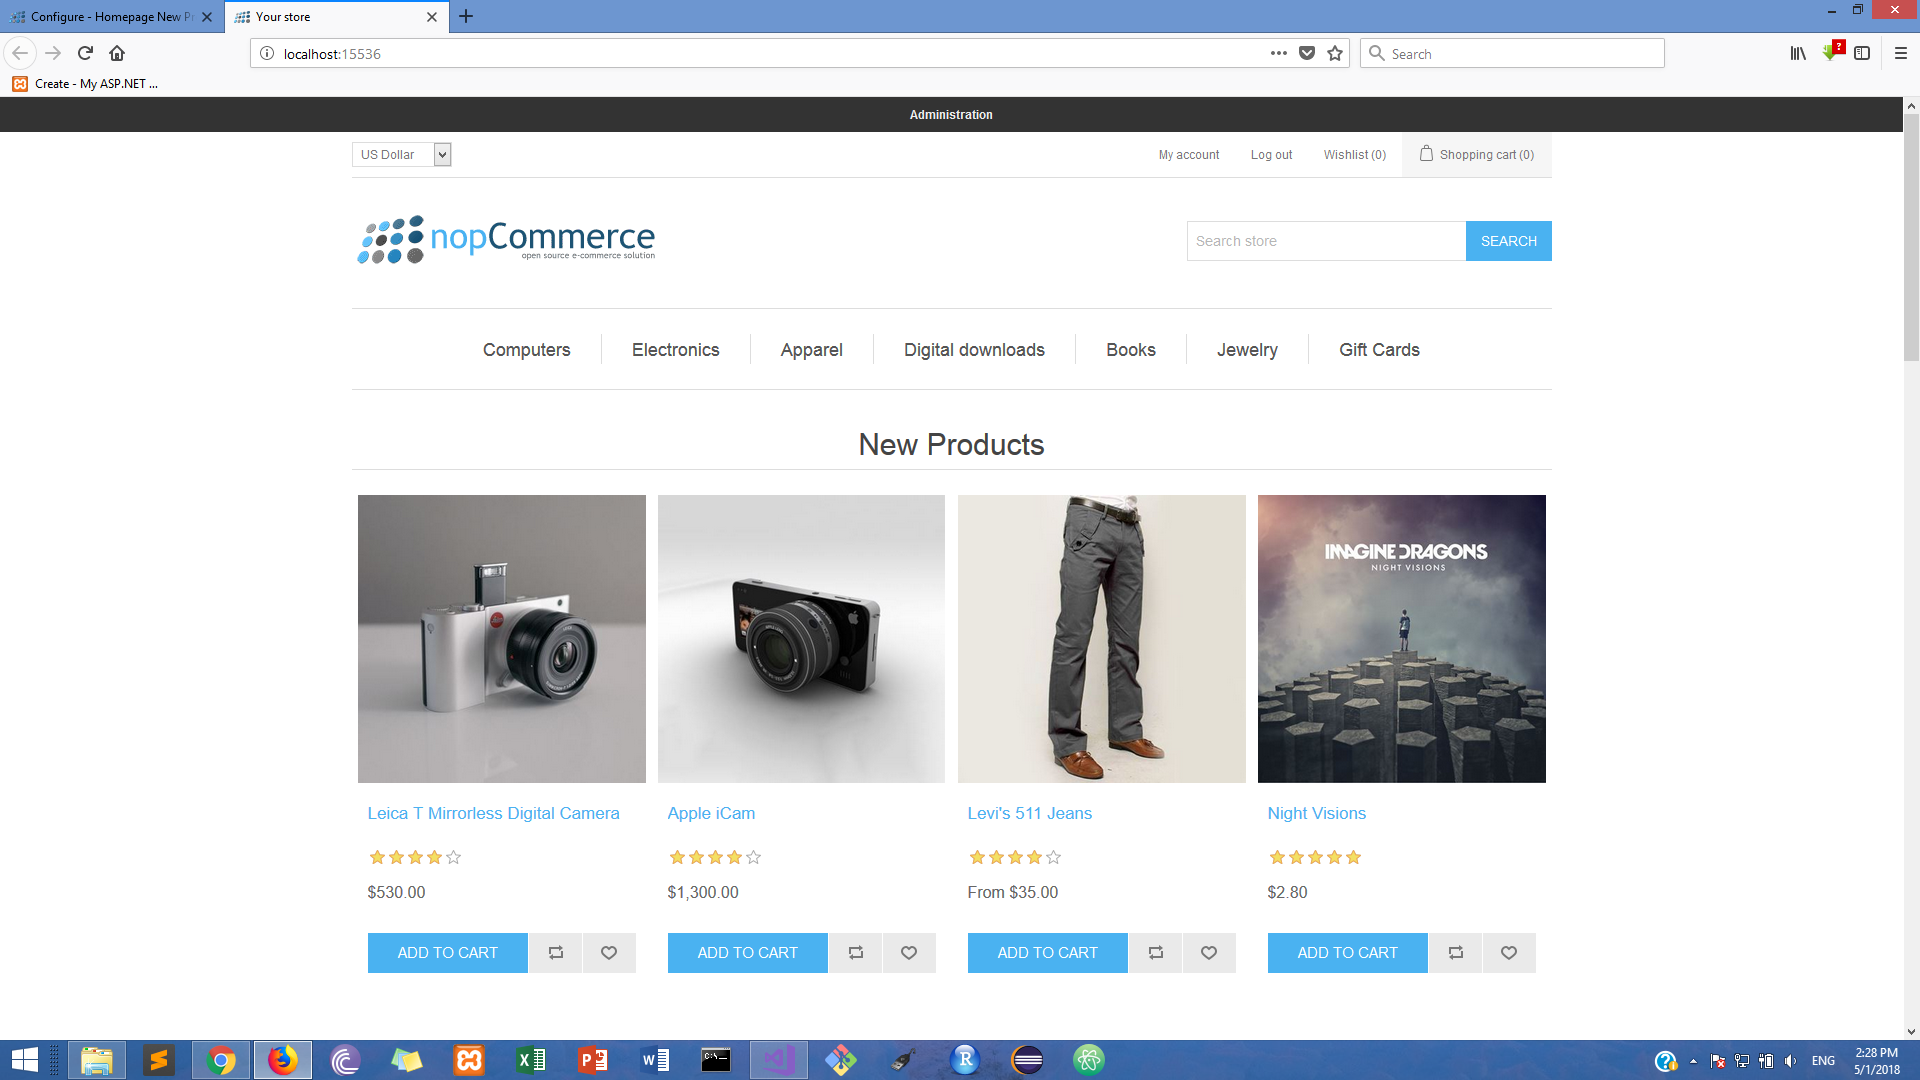 Configure - Homepage New P
Your store
localhost:15536
Search
Create - My ASP.NET ...
Administration
US Dollar
My account
Log out
Wishlist (0)
Shopping cart (0)
nopCommerce
open source e-commerce solution
Search store
SEARCH
Computers
Electronics
Apparel
Digital downloads
Books
Jewelry
Gift Cards
New Products
IMAGINE DRAGONS
NIGHT VISIONS
Leica T Mirrorless Digital Camera
Apple iCam
Levi's 511 Jeans
Night Visions
$530.00
$1,300.00
From $35.00
$2.80
ADD TO CART
ADD TO CART
ADD TO CART
ADD TO CART
ENG
2:28 PM
5/1/2018